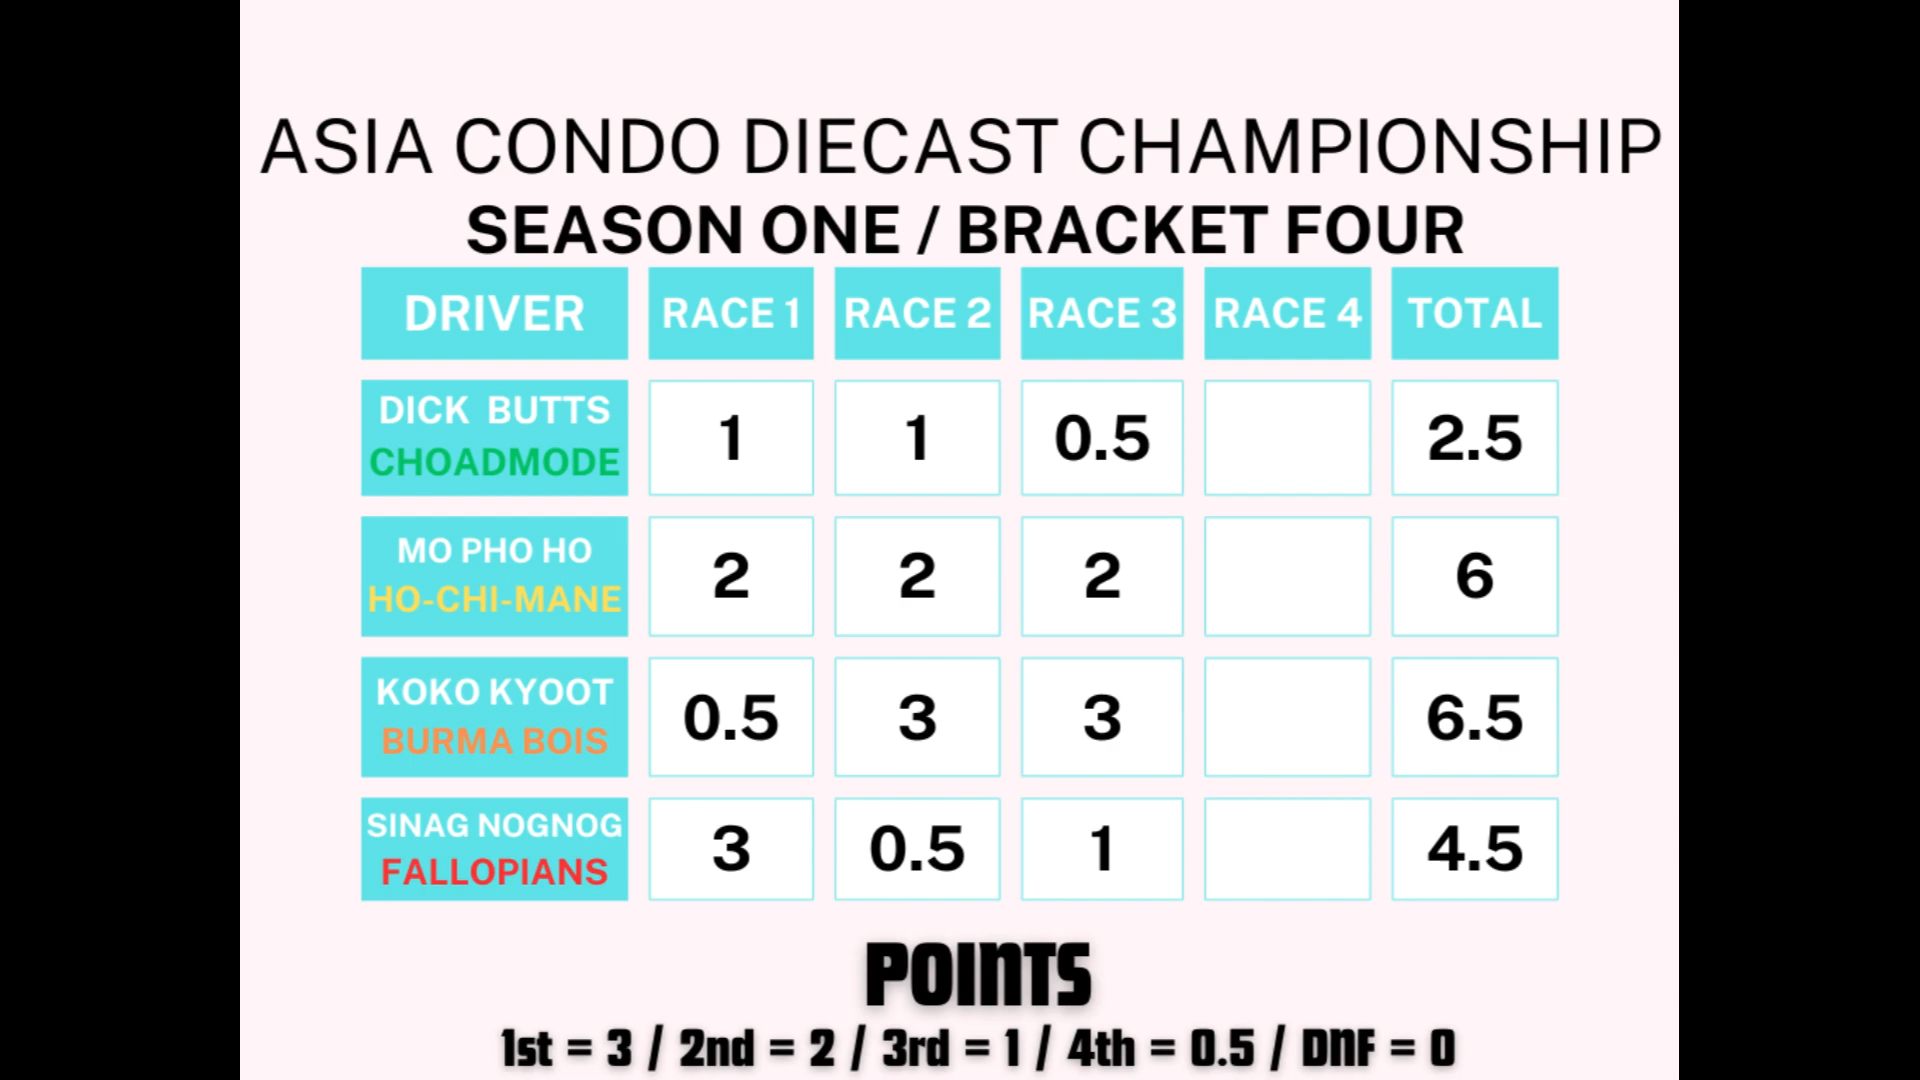 ASIA CONDO DIECAST CHAMPIONSHIP
SEASON ONE / BRACKET FOUR
DRIVER RACE 1 RACE 2 RACE 3 RACE 4 TOTAL
DICK BUTTS
CHOADMODE
1 1 0.5 2.5
MO PHO HO
HO-CHI-MANE
2 2 2 6
KOKO KYOOT
BURMA BOIS
0.5 3 3 6.5
SINAG NOGNOG
FALLOPIANS
3 0.5 1 4.5
POINTS
1st = 3 / 2nd = 2 / 3rd = 1 / 4th = 0.5 / DNF = 0